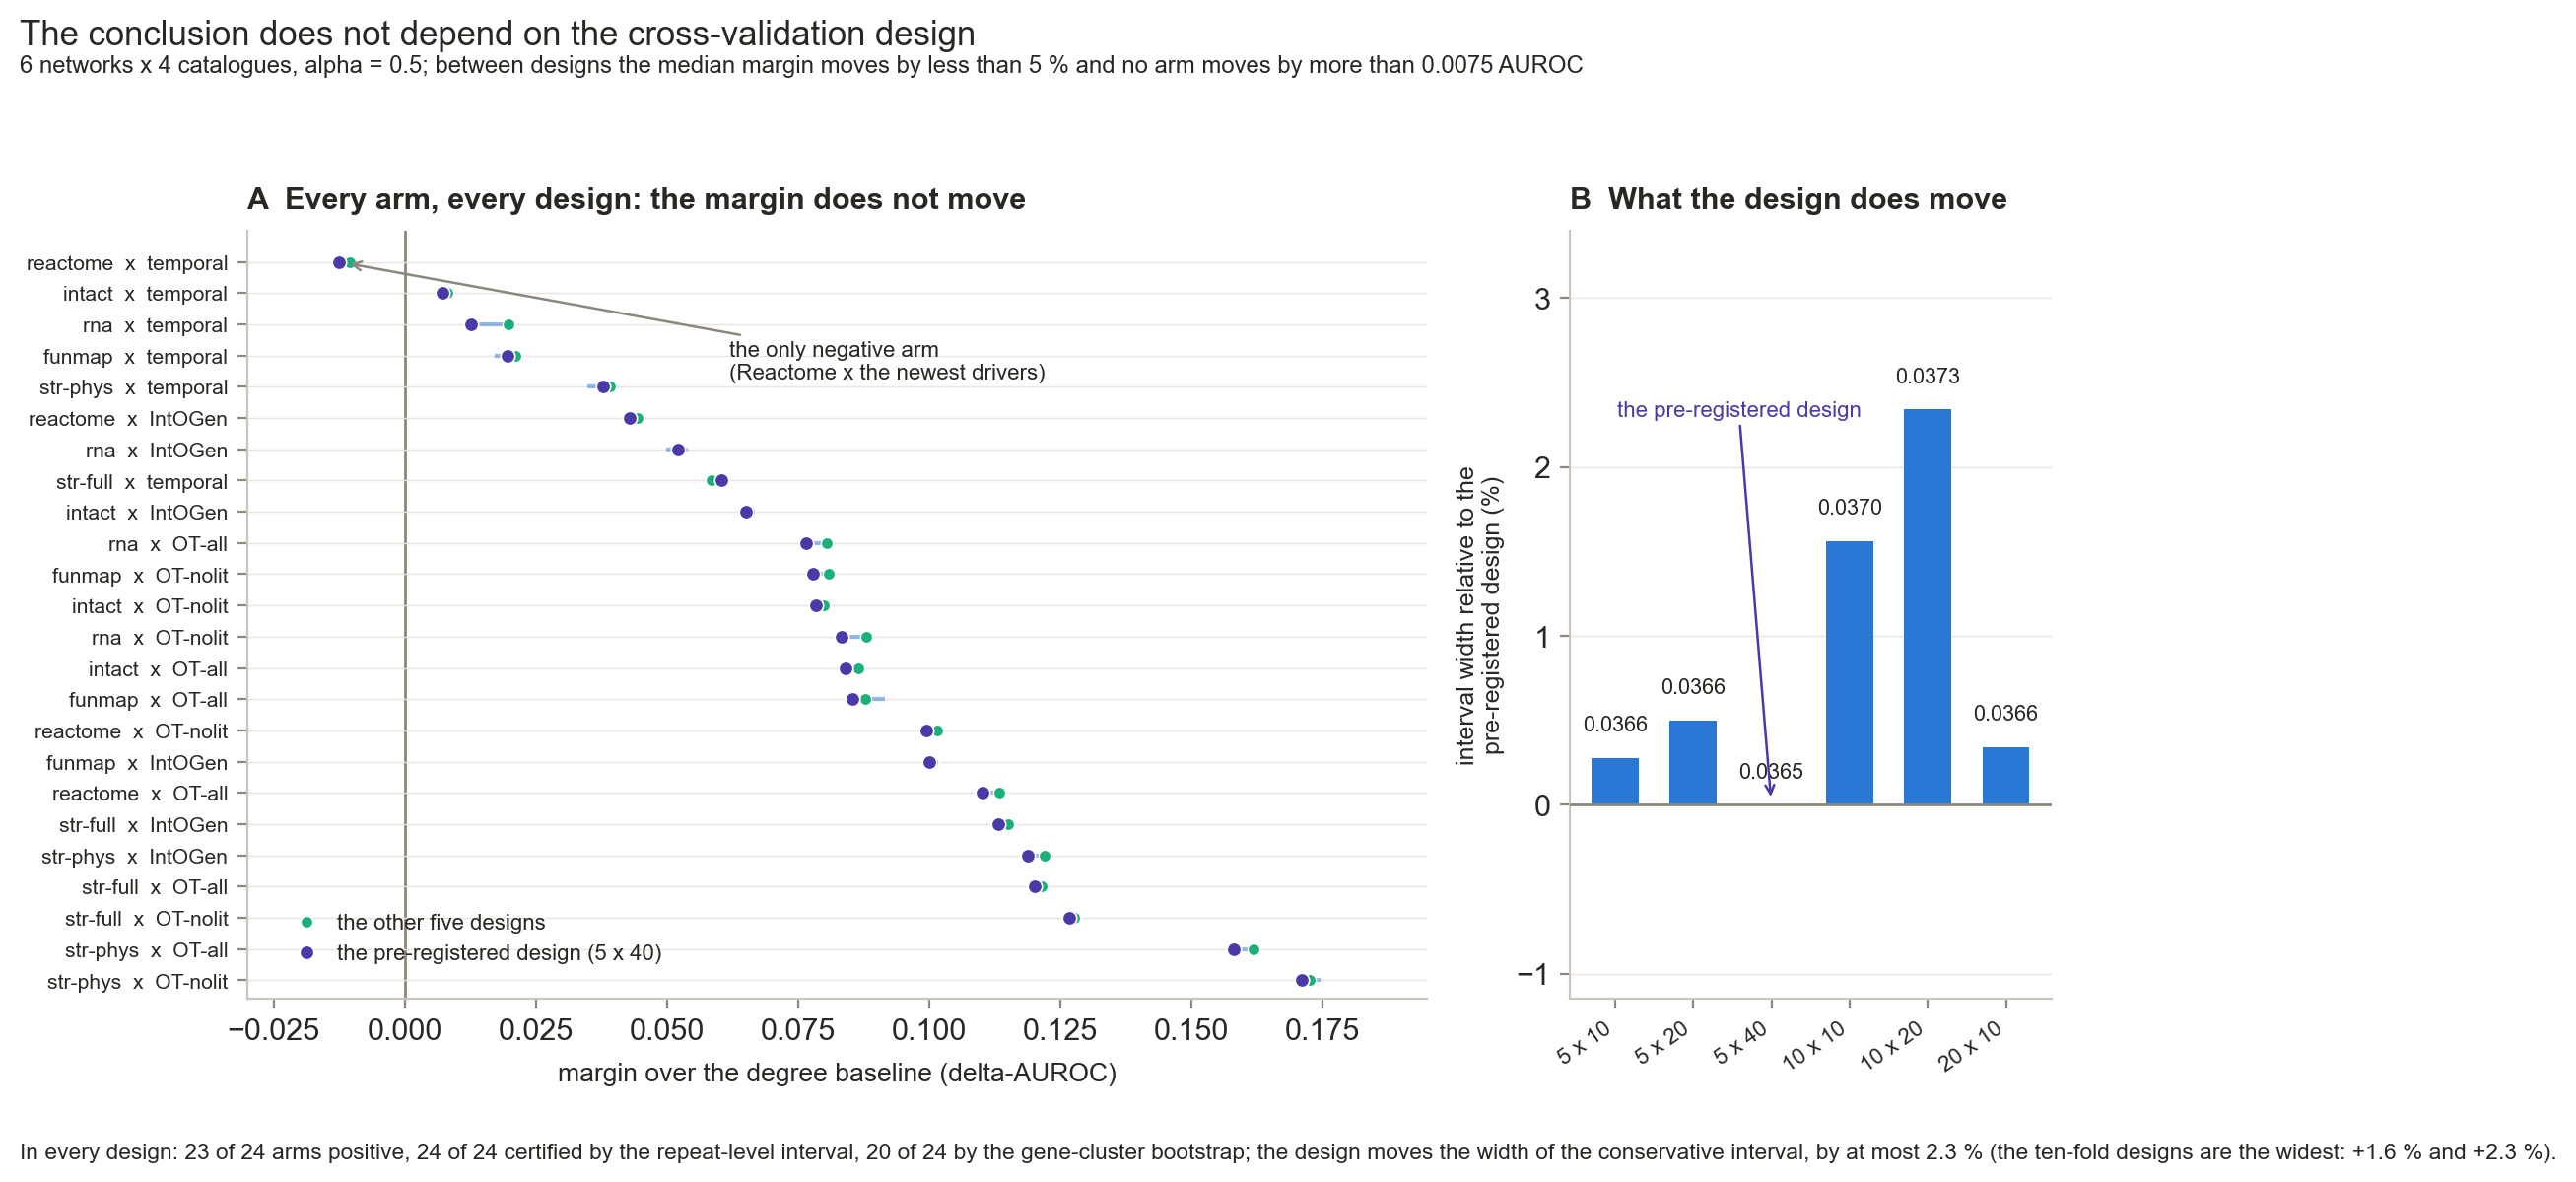 The conclusion does not depend on the cross-validation design
6 networks x 4 catalogues, alpha = 0.5; between designs the median margin moves by less than 5 % and no arm moves by more than 0.0075 AUROC
A Every arm, every design: the margin does not move
reactome x temporal
intact x temporal
rna x temporal
funmap x temporal
str-phys x temporal
reactome x IntOGen
rna x IntOGen
str-full x temporal
intact x IntOGen
rna x OT-all
funmap x OT-nolit
intact x OT-nolit
rna x OT-nolit
intact x OT-all
funmap x OT-all
reactome x OT-nolit
funmap x IntOGen
reactome x OT-all
str-full x IntOGen
str-phys x IntOGen
str-full x OT-all
str-full x OT-nolit
str-phys x OT-all
str-phys x OT-nolit
the only negative arm
(Reactome x the newest drivers)
the other five designs
the pre-registered design (5 x 40)
−0.025 0.000 0.025 0.050 0.075 0.100 0.125 0.150 0.175
margin over the degree baseline (delta-AUROC)
B What the design does move
interval width relative to the
pre-registered design (%)
3
2
1
0
−1
the pre-registered design
0.0366
0.0366
0.0365
0.0370
0.0373
0.0366
5 x 10
5 x 20
5 x 40
10 x 10
10 x 20
20 x 10
In every design: 23 of 24 arms positive, 24 of 24 certified by the repeat-level interval, 20 of 24 by the gene-cluster bootstrap; the design moves the width of the conservative interval, by at most 2.3 % (the ten-fold designs are the widest: +1.6 % and +2.3 %).